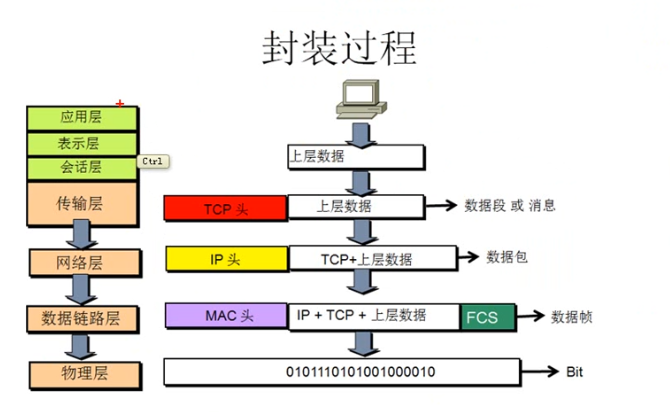 封装过程
应用层
表示层
会话层
Ctrl
上层数据
传输层
TCP 头
上层数据
数据段 或 消息
网络层
IP 头
TCP+上层数据
数据包
数据链路层
MAC 头
IP + TCP + 上层数据
FCS
数据帧
物理层
0101110101001000010
Bit